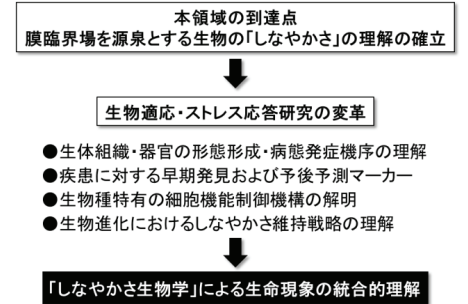 本領域の到達点
膜臨界場を源泉とする生物の「しなやかさ」の理解の確立
生物適応・ストレス応答研究の変革
●生体組織・器官の形態形成・病態発症機序の理解
●疾患に対する早期発見および予後予測マーカー
●生物種特有の細胞機能制御機構の解明
●生物進化におけるしなやかさ維持戦略の理解
「しなやかさ生物学」による生命現象の統合的理解